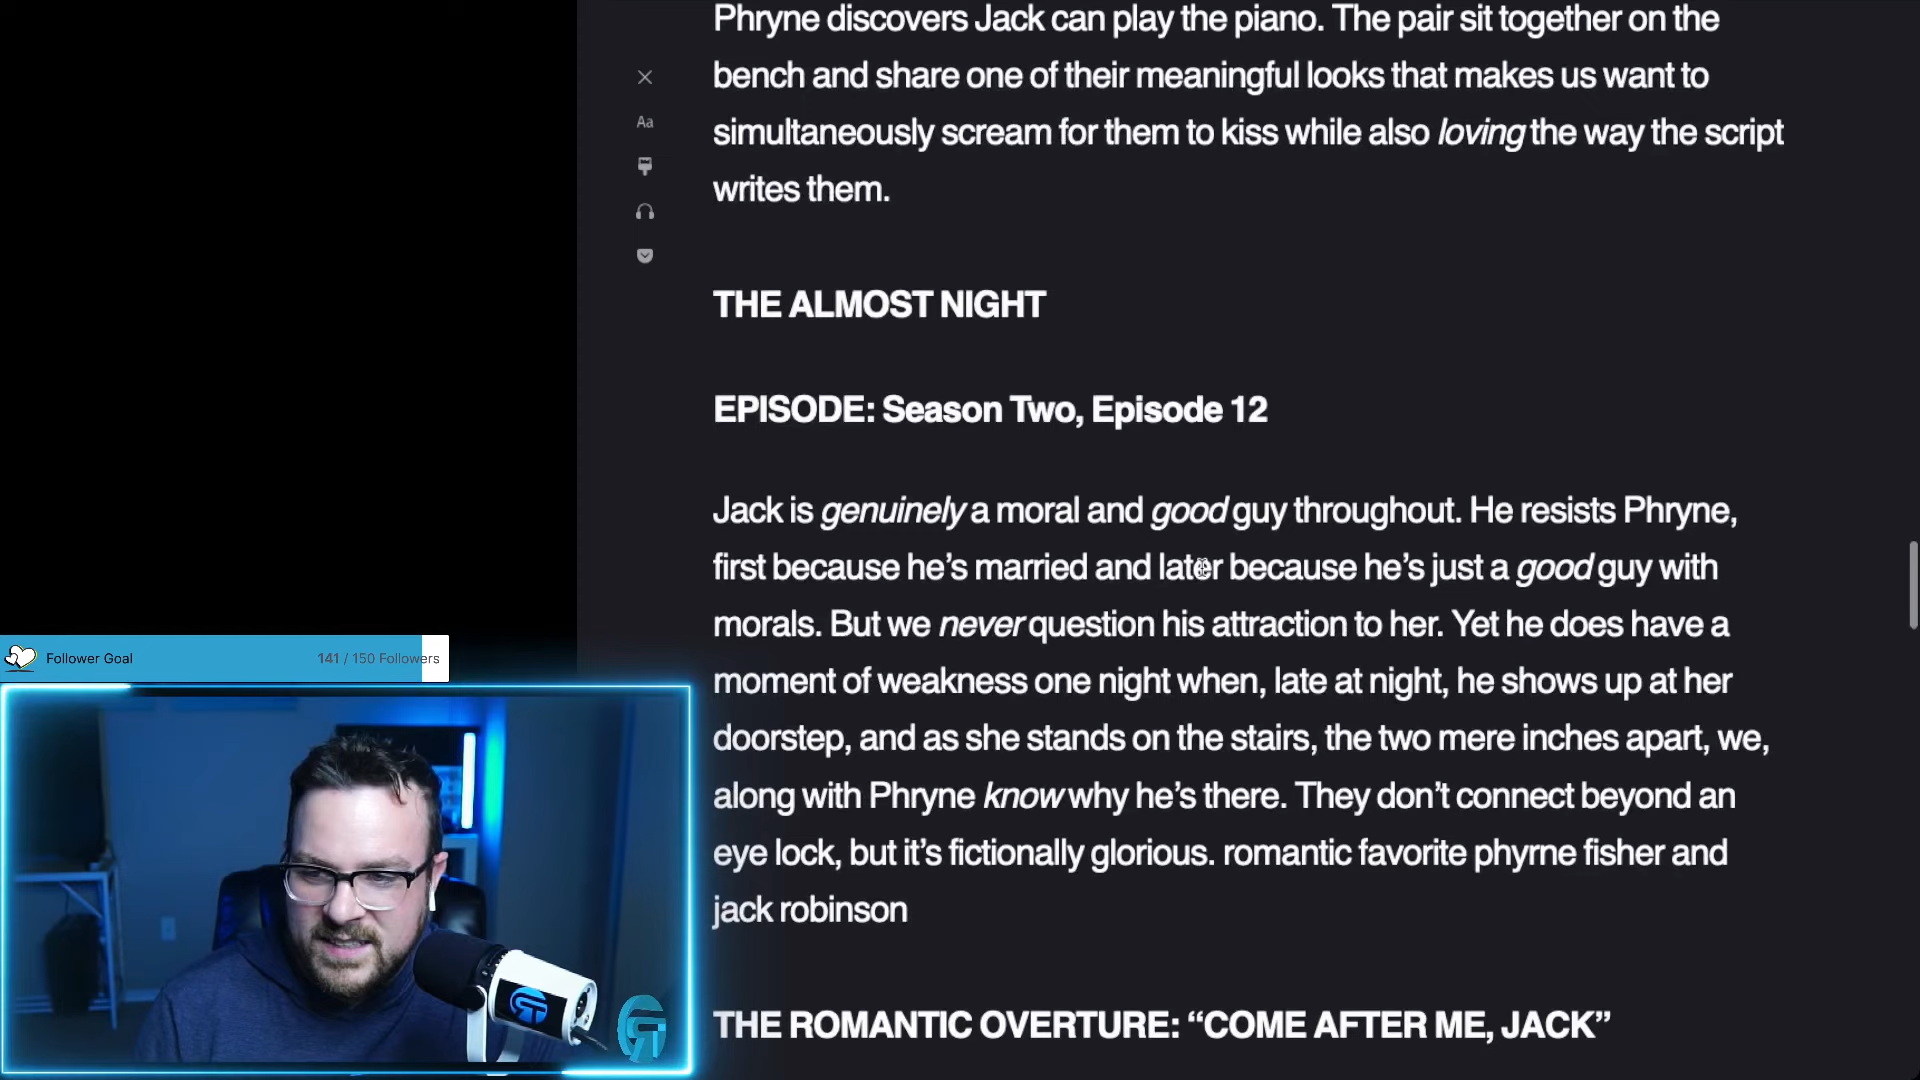 Phryne discovers Jack can play the piano. The pair sit together on the
bench and share one of their meaningful looks that makes us want to
simultaneously scream for them to kiss while also loving the way the script
writes them.
Aa
THE ALMOST NIGHT
EPISODE: Season Two, Episode 12
Jack is genuinely a moral and good guy throughout. He resists Phryne,
first because he’s married and later because he’s just a good guy with
morals. But we never question his attraction to her. Yet he does have a
moment of weakness one night when, late at night, he shows up at her
doorstep, and as she stands on the stairs, the two mere inches apart, we,
along with Phryne know why he’s there. They don’t connect beyond an
eye lock, but it’s fictionally glorious. romantic favorite phyrne fisher and
jack robinson
THE ROMANTIC OVERTURE: “COME AFTER ME, JACK”
Follower Goal 141 / 150 Followers